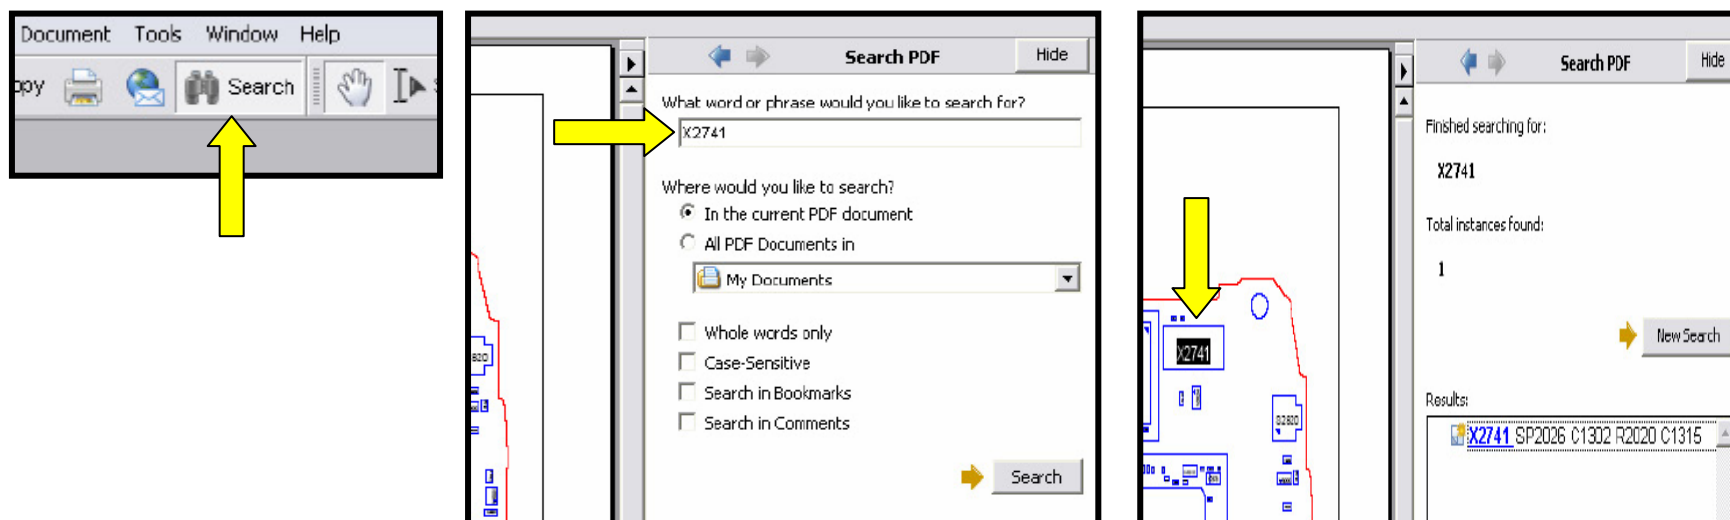 Document Tools Window Help
opy Search
Search PDF Hide
What word or phrase would you like to search for?
X2741
Where would you like to search?
In the current PDF document
All PDF Documents in
My Documents
Whole words only
Case-Sensitive
Search in Bookmarks
Search in Comments
Search
Search PDF Hide
Finished searching for:
X2741
Total instances found:
1
New Search
Results:
X2741 SP2026 C1302 R2020 C1315
X2741